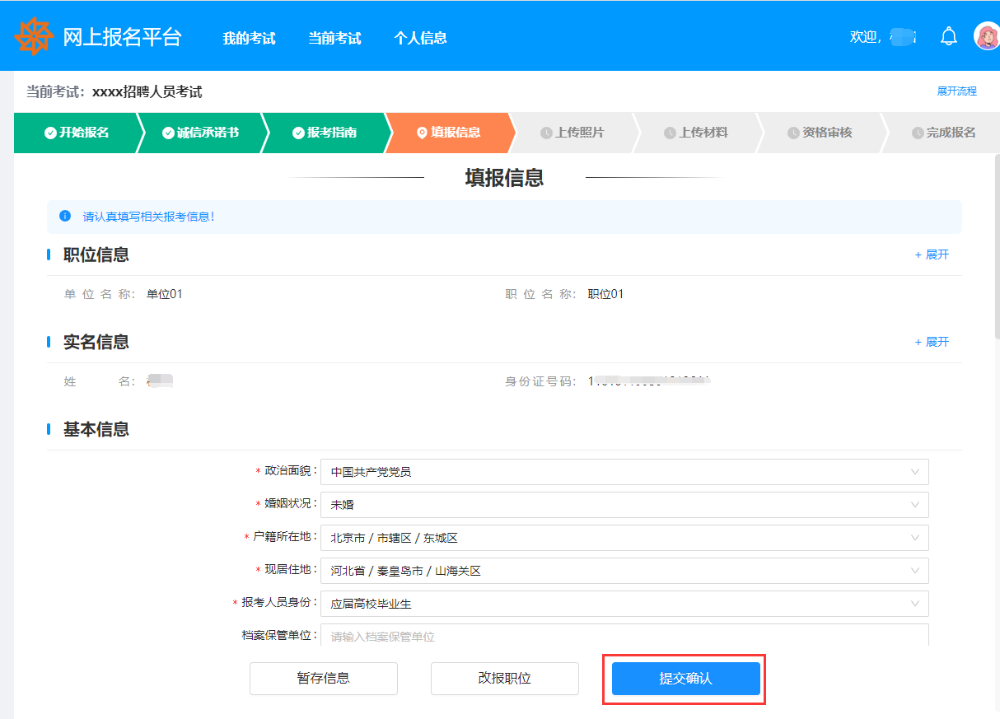 网上报名平台 我的考试 当前考试 个人信息 欢迎,
当前考试：xxxx招聘人员考试 展开流程
开始报名 诚信承诺书 报考指南 填报信息 上传照片 上传材料 资格审核 完成报名
填报信息
请认真填写相关报考信息！
职位信息 + 展开
单位名称： 单位01 职位名称： 职位01
实名信息 + 展开
姓名： 身份证号码：
基本信息
* 政治面貌： 中国共产党党员
* 婚姻状况： 未婚
* 户籍所在地： 北京市 / 市辖区 / 东城区
* 现居住地： 河北省 / 秦皇岛市 / 山海关区
* 报考人员身份： 应届高校毕业生
档案保管单位： 请输入档案保管单位
暂存信息 改报职位 提交确认